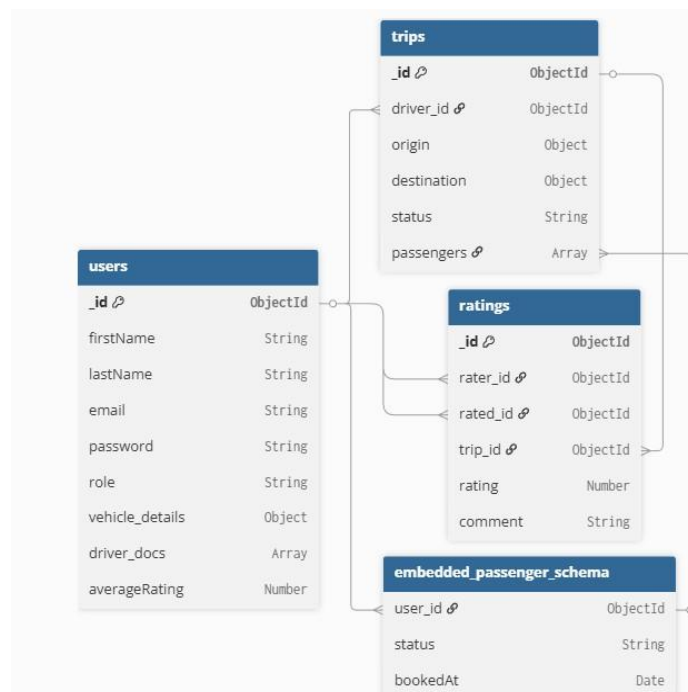 trips
_id ObjectId
driver_id ObjectId
origin Object
destination Object
status String
passengers Array
users
_id ObjectId
firstName String
lastName String
email String
password String
role String
vehicle_details Object
driver_docs Array
averageRating Number
ratings
_id ObjectId
rater_id ObjectId
rated_id ObjectId
trip_id ObjectId
rating Number
comment String
embedded_passenger_schema
user_id ObjectId
status String
bookedAt Date